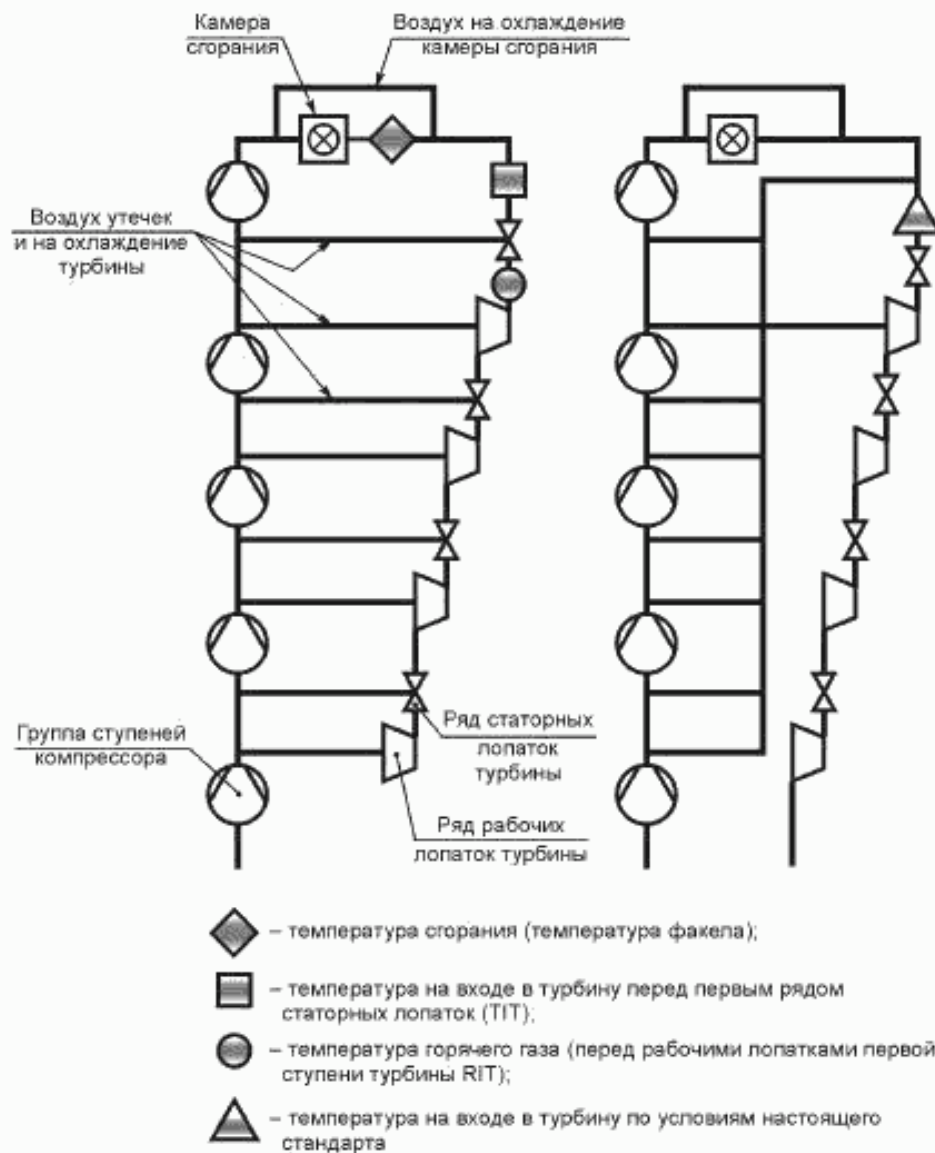 Камера
сгорания
Воздух на охлаждение
камеры сгорания
Воздух утечек
и на охлаждение
турбины
Группа ступеней
компрессора
Ряд статорных
лопаток
турбины
Ряд рабочих
лопаток турбины
– температура сгорания (температура факела);
– температура на входе в турбину перед первым рядом
статорных лопаток (TIT);
– температура горячего газа (перед рабочими лопатками первой
ступени турбины RIT);
– температура на входе в турбину по условиям настоящего
стандарта